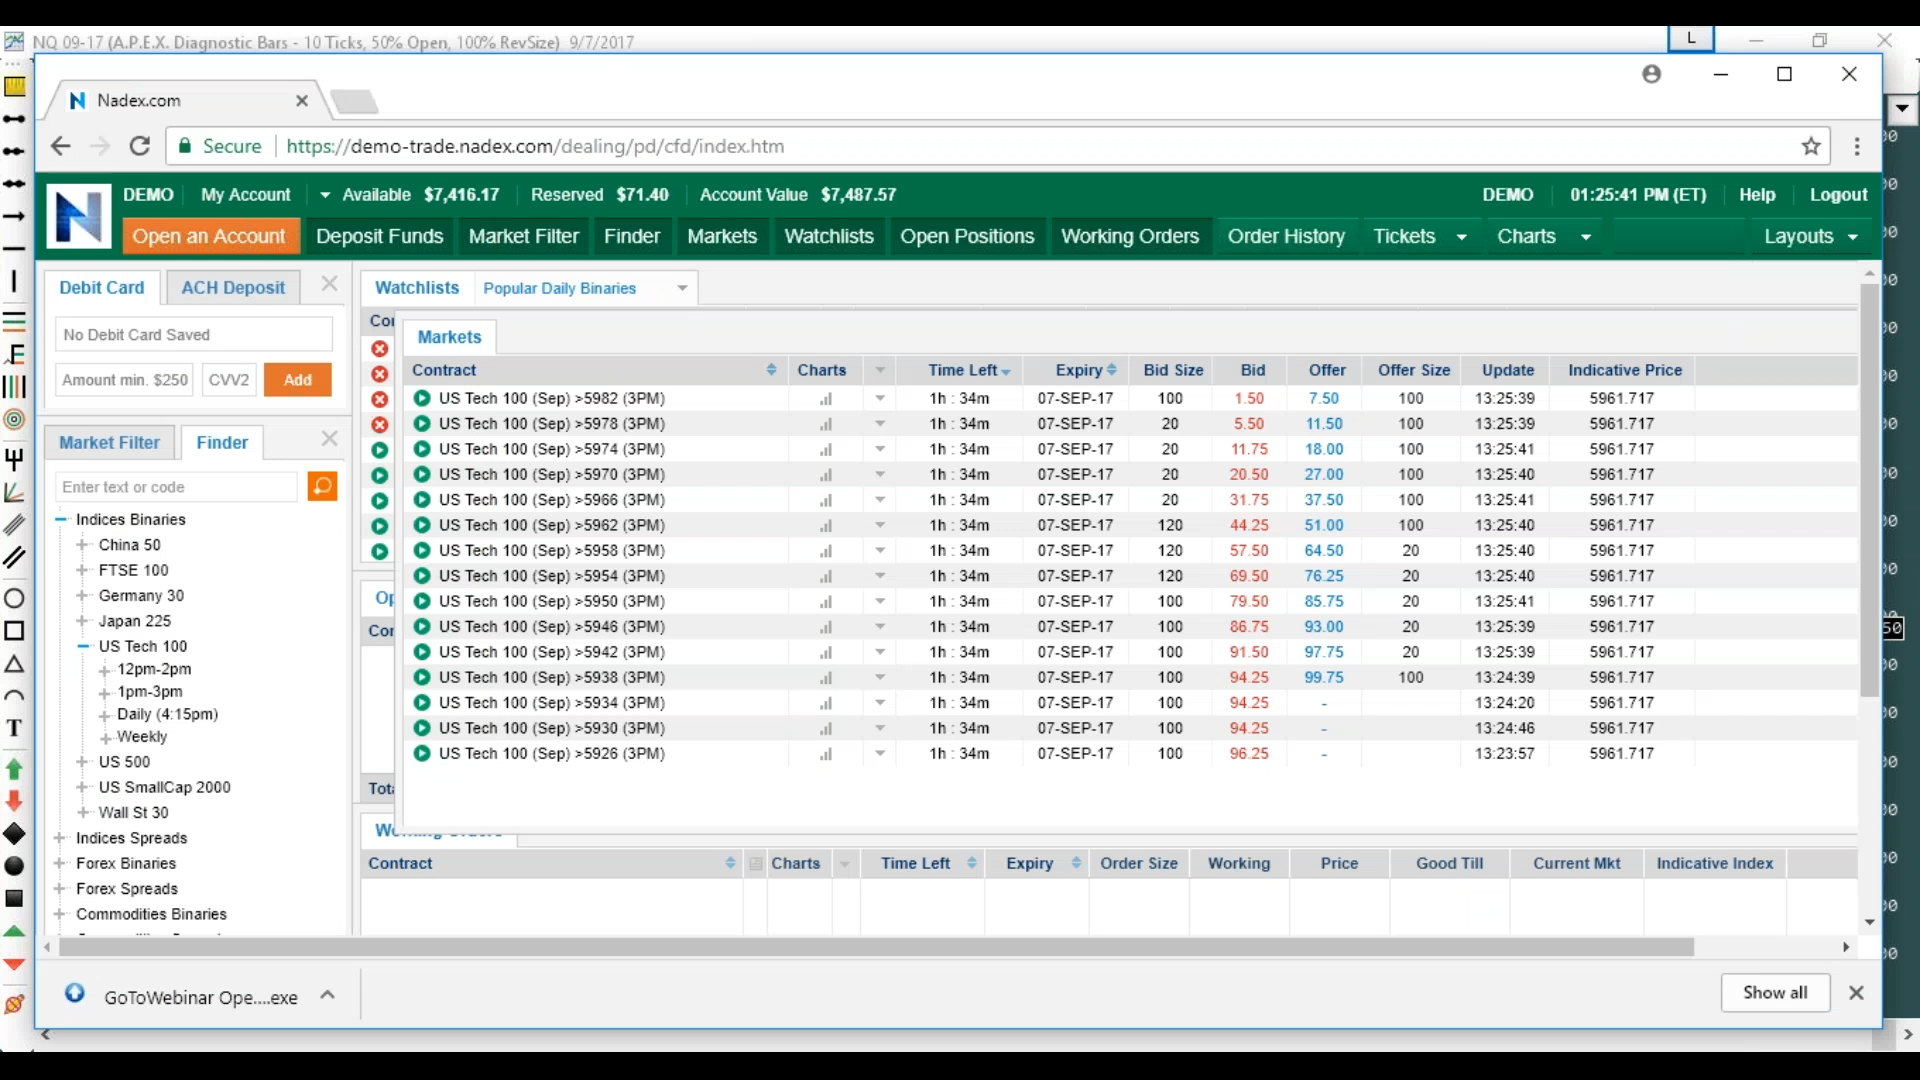 NQ 09-17 (A.P.E.X. Diagnostic Bars - 10 Ticks, 50% Open, 100% RevSize) 9/7/2017
L
Nadex.com
Secure https://demo-trade.nadex.com/dealing/pd/cfd/index.htm
DEMO My Account Available $7,416.17 Reserved $71.40 Account Value $7,487.57 DEMO 01:25:41 PM (ET) Help Logout
N
Open an Account Deposit Funds Market Filter Finder Markets Watchlists Open Positions Working Orders Order History Tickets Charts Layouts
Debit Card ACH Deposit
No Debit Card Saved
Amount min. $250 CVV2 Add
Market Filter Finder
Enter text or code
Indices Binaries
China 50
FTSE 100
Germany 30
Japan 225
US Tech 100
12pm-2pm
1pm-3pm
Daily (4:15pm)
Weekly
US 500
US SmallCap 2000
Wall St 30
Indices Spreads
Forex Binaries
Forex Spreads
Commodities Binaries
Watchlists Popular Daily Binaries
Markets
Contract Charts Time Left Expiry Bid Size Bid Offer Offer Size Update Indicative Price
US Tech 100 (Sep) >5982 (3PM) 1h : 34m 07-SEP-17 100 1.50 7.50 100 13:25:39 5961.717
US Tech 100 (Sep) >5978 (3PM) 1h : 34m 07-SEP-17 20 5.50 11.50 100 13:25:39 5961.717
US Tech 100 (Sep) >5974 (3PM) 1h : 34m 07-SEP-17 20 11.75 18.00 100 13:25:41 5961.717
US Tech 100 (Sep) >5970 (3PM) 1h : 34m 07-SEP-17 20 20.50 27.00 100 13:25:40 5961.717
US Tech 100 (Sep) >5966 (3PM) 1h : 34m 07-SEP-17 20 31.75 37.50 100 13:25:41 5961.717
US Tech 100 (Sep) >5962 (3PM) 1h : 34m 07-SEP-17 120 44.25 51.00 100 13:25:40 5961.717
US Tech 100 (Sep) >5958 (3PM) 1h : 34m 07-SEP-17 120 57.50 64.50 20 13:25:40 5961.717
US Tech 100 (Sep) >5954 (3PM) 1h : 34m 07-SEP-17 120 69.50 76.25 20 13:25:40 5961.717
US Tech 100 (Sep) >5950 (3PM) 1h : 34m 07-SEP-17 100 79.50 85.75 20 13:25:41 5961.717
US Tech 100 (Sep) >5946 (3PM) 1h : 34m 07-SEP-17 100 86.75 93.00 20 13:25:39 5961.717
US Tech 100 (Sep) >5942 (3PM) 1h : 34m 07-SEP-17 100 91.50 97.75 20 13:25:39 5961.717
US Tech 100 (Sep) >5938 (3PM) 1h : 34m 07-SEP-17 100 94.25 99.75 100 13:24:39 5961.717
US Tech 100 (Sep) >5934 (3PM) 1h : 34m 07-SEP-17 100 94.25 - 13:24:20 5961.717
US Tech 100 (Sep) >5930 (3PM) 1h : 34m 07-SEP-17 100 94.25 - 13:24:46 5961.717
US Tech 100 (Sep) >5926 (3PM) 1h : 34m 07-SEP-17 100 96.25 - 13:23:57 5961.717
Contract Charts Time Left Expiry Order Size Working Price Good Till Current Mkt Indicative Index
GoToWebinar Ope....exe Show all